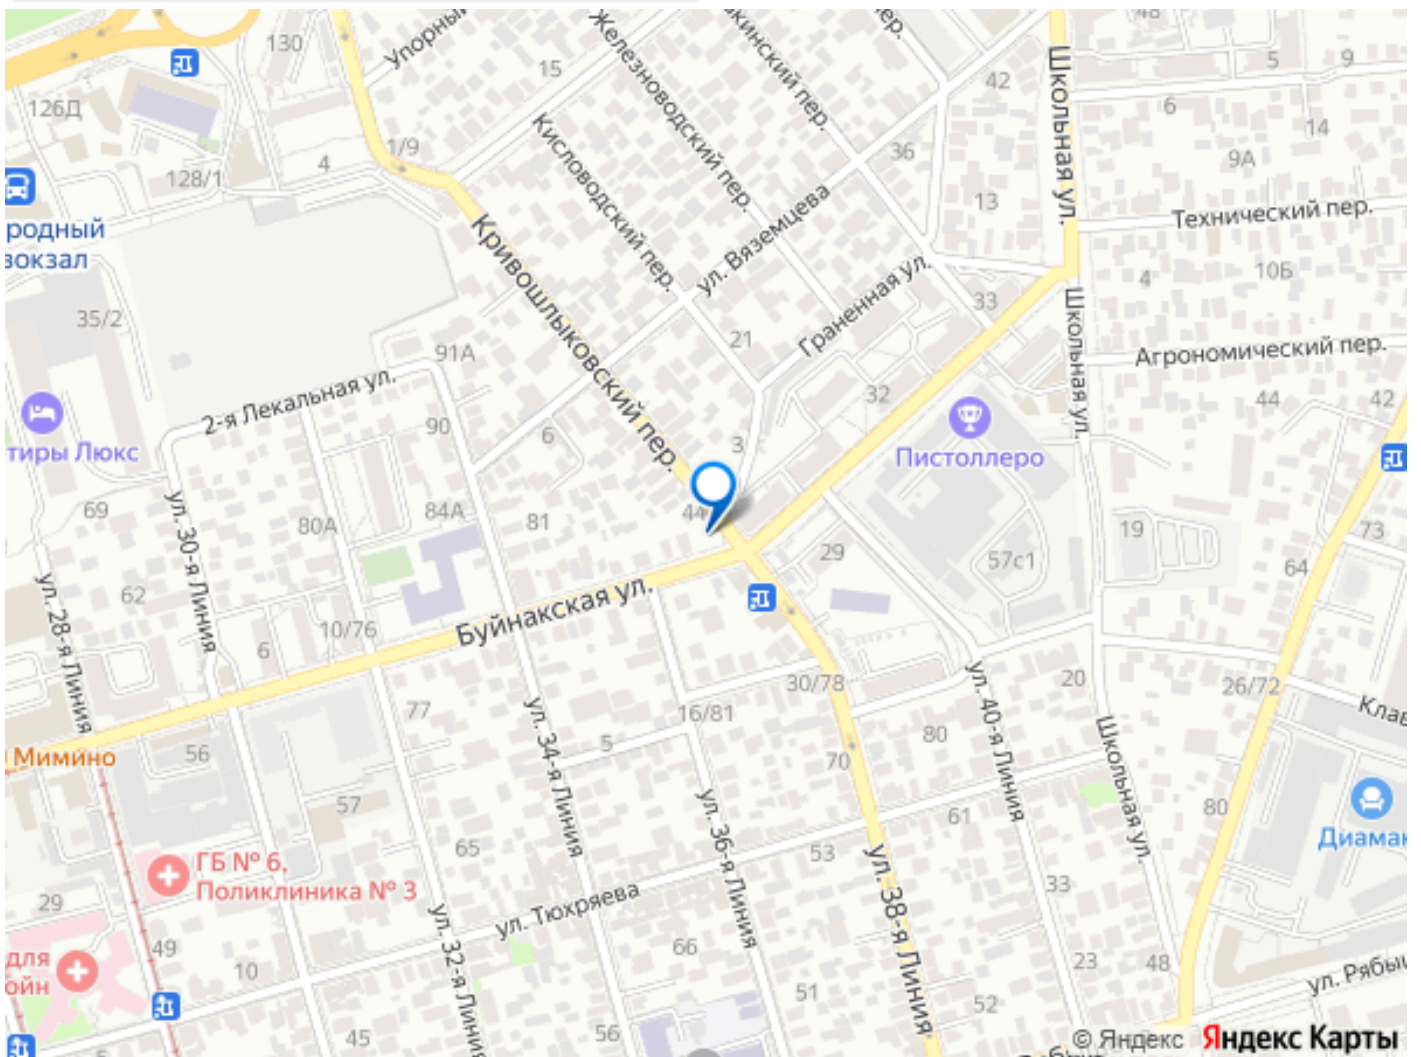 130
Упорный
15
Железноводский пер.
акинский пер.
пер.
48
Школьная ул.
42
5
9
6
14
126Д
1/9
4
128/1
Кисловодский пер.
36
9А
13
Технический пер.
родный
вокзал
Кривошлыковский пер.
ул. Вяземцева
Граненная ул.
4
10Б
33
35/2
91А
21
Школьная ул.
Агрономический пер.
2-я Лекальная ул.
32
44
42
90
6
3
тиры Люкс
Пистоллеро
69
ул. 30-я Линия
80А
84А
81
44
29
57с1
19
73
64
ул. 28-я Линия
62
6
10/76
Буйнакская ул.
30/78
ул. 40-я Линия
20
26/72
Клав
77
ул. 34-я Линия
16/81
5
80
Школьная ул.
Мимино
56
70
57
ул. 36-я Линия
61
80
Диамак
65
53
ул. 38-я Линия
ГБ № 6,
Поликлиника № 3
33
29
ул. Тюхряева
ул. 32-я Линия
49
10
66
23
48
ул. Рябы
для
ойн
51
52
45
56
5
© Яндекс Яндекс Карты